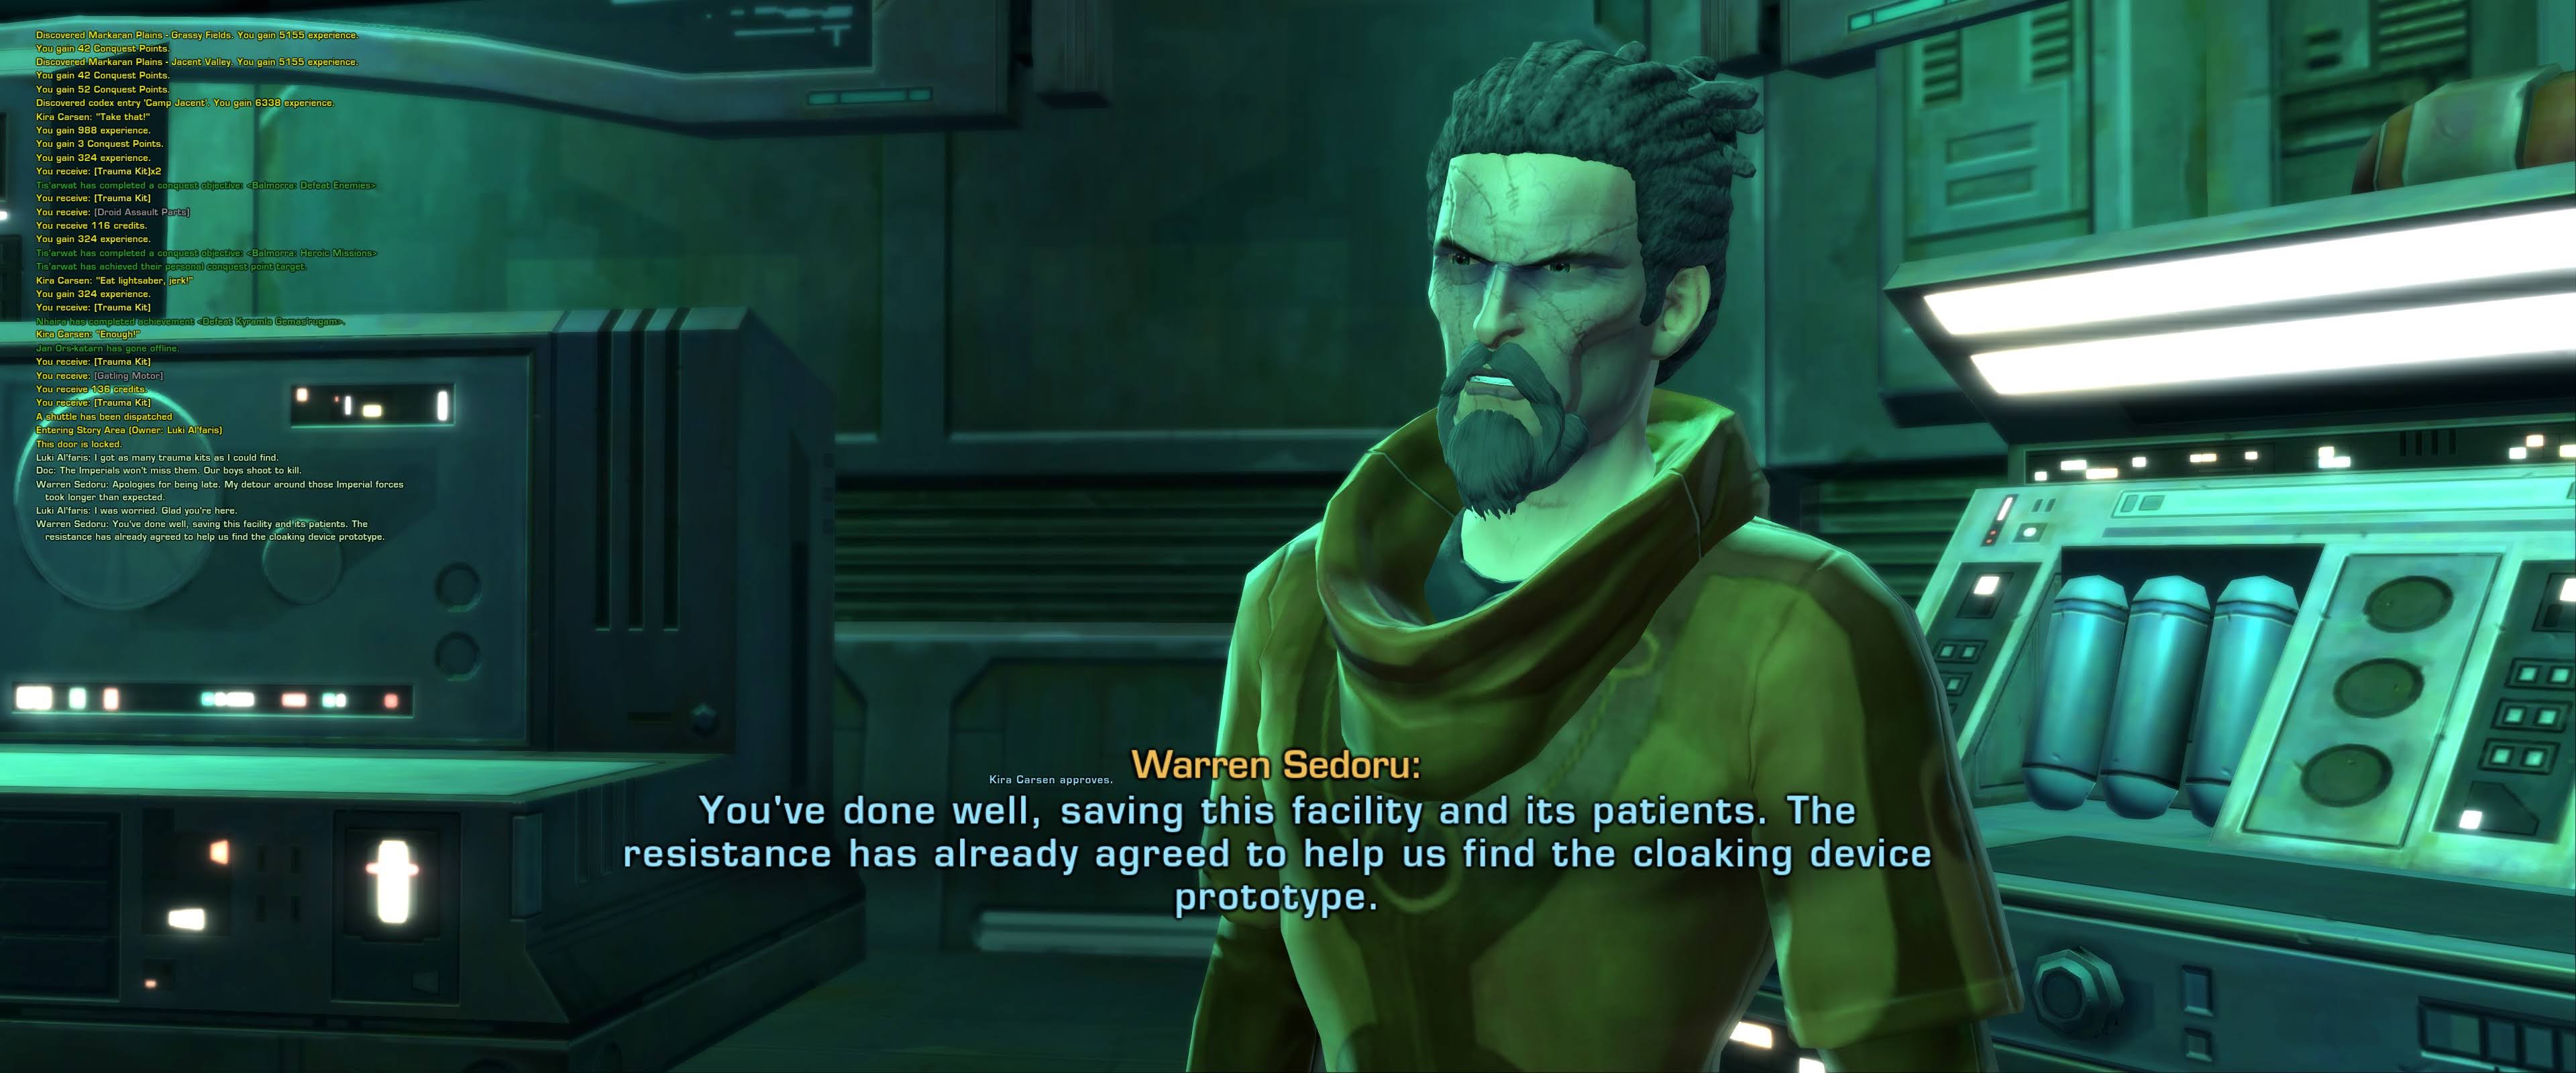 Discovered Markaran Plains - Grassy Fields. You gain 5155 experience.
You gain 42 Conquest Points.
Discovered Markaran Plains - Jacent Valley. You gain 5155 experience.
You gain 42 Conquest Points.
You gain 52 Conquest Points.
Discovered codex entry 'Camp Jacent'. You gain 6338 experience.
Kira Carsen: "Take that!"
You gain 988 experience.
You gain 3 Conquest Points.
You gain 324 experience.
You receive: [Trauma Kit]x2
Tis'arwat has completed a conquest objective: <Balmorra: Defeat Enemies>
You receive: [Trauma Kit]
You receive: [Droid Assault Parts]
You receive 116 credits.
You gain 324 experience.
Tis'arwat has completed a conquest objective: <Balmorra: Heroic Missions>
Tis'arwat has achieved their personal conquest point target.
Kira Carsen: "Eat lightsaber, jerk!"
You gain 324 experience.
You receive: [Trauma Kit]
Nhaira has completed achievement <Defeat Kyramla Gemas'rugam>.
Kira Carsen: "Enough!"
Jan Ors-katarn has gone offline.
You receive: [Trauma Kit]
You receive: [Gatling Motor]
You receive 136 credits.
You receive: [Trauma Kit]
A shuttle has been dispatched
Entering Story Area (Owner: Luki Al'faris)
This door is locked.
Luki Al'faris: I got as many trauma kits as I could find.
Doc: The Imperials won't miss them. Our boys shoot to kill.
Warren Sedoru: Apologies for being late. My detour around those Imperial forces
took longer than expected.
Luki Al'faris: I was worried. Glad you're here.
Warren Sedoru: You've done well, saving this facility and its patients. The
resistance has already agreed to help us find the cloaking device prototype.
Warren Sedoru:
Kira Carsen approves.
You've done well, saving this facility and its patients. The
resistance has already agreed to help us find the cloaking device
prototype.